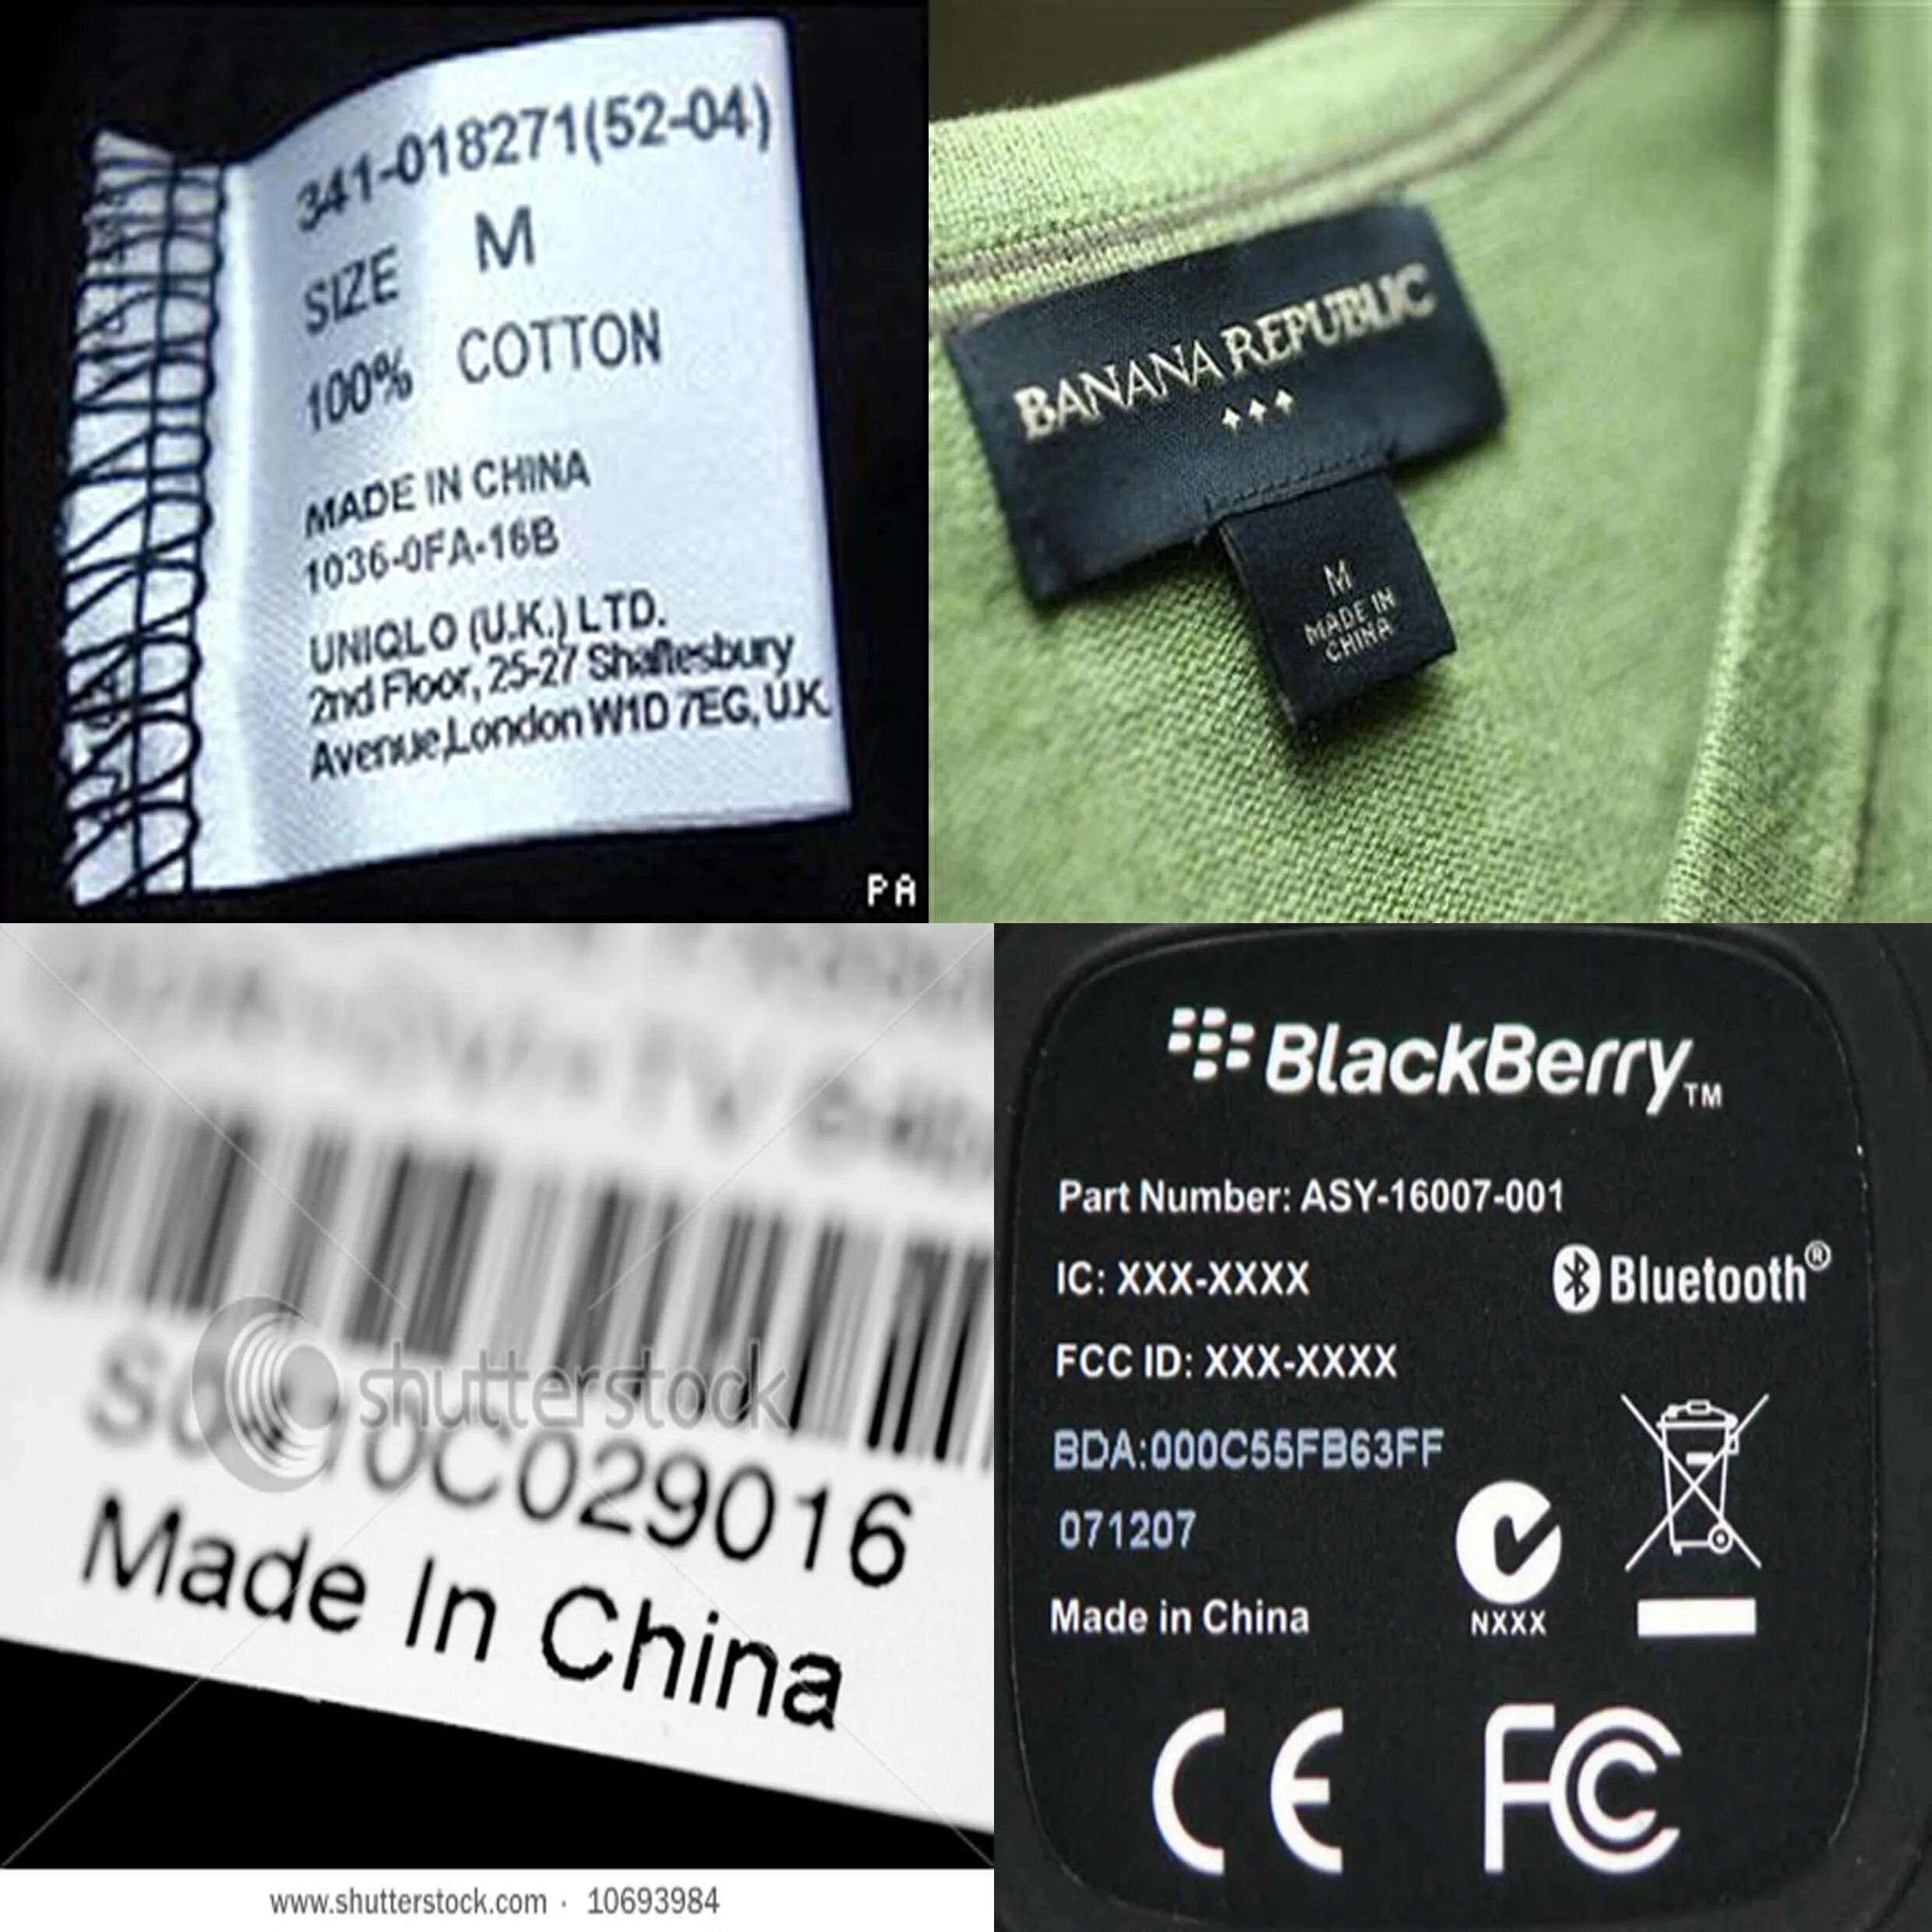 341-018271(52-04)
SIZE M
100% COTTON
MADE IN CHINA
1036-0FA-16B
UNIQLO (U.K.) LTD.
2nd Floor, 25-27 Shaftesbury
Avenue,London W1D 7EG, U.K.
PA
BANANA REPUBLIC
M
MADE IN
CHINA
shutterstock
Made In China
www.shutterstock.com · 10693984
BlackBerry™
Part Number: ASY-16007-001
IC: XXX-XXXX
Bluetooth®
FCC ID: XXX-XXXX
BDA:000C55FB63FF
071207
NXXX
Made in China
CE FC